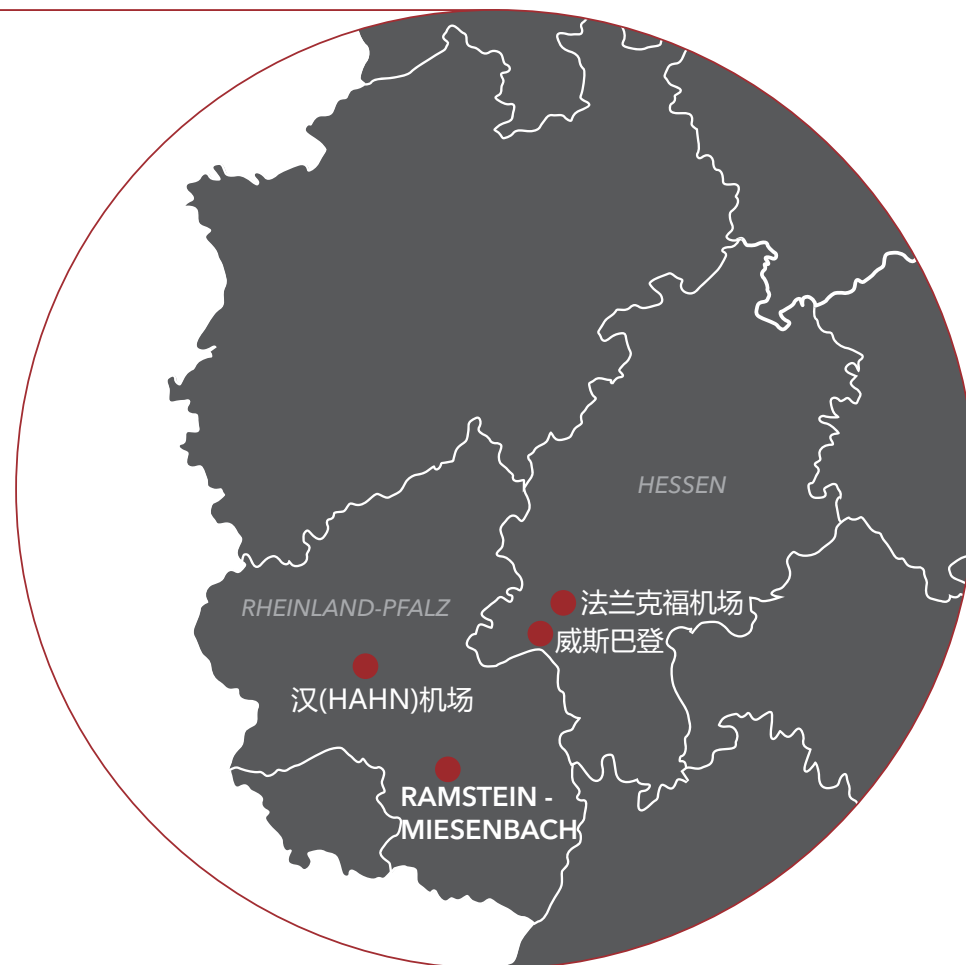 HESSEN
法兰克福机场
RHEINLAND-PFALZ
威斯巴登
汉(HAHN)机场
RAMSTEIN -
MIESENBACH